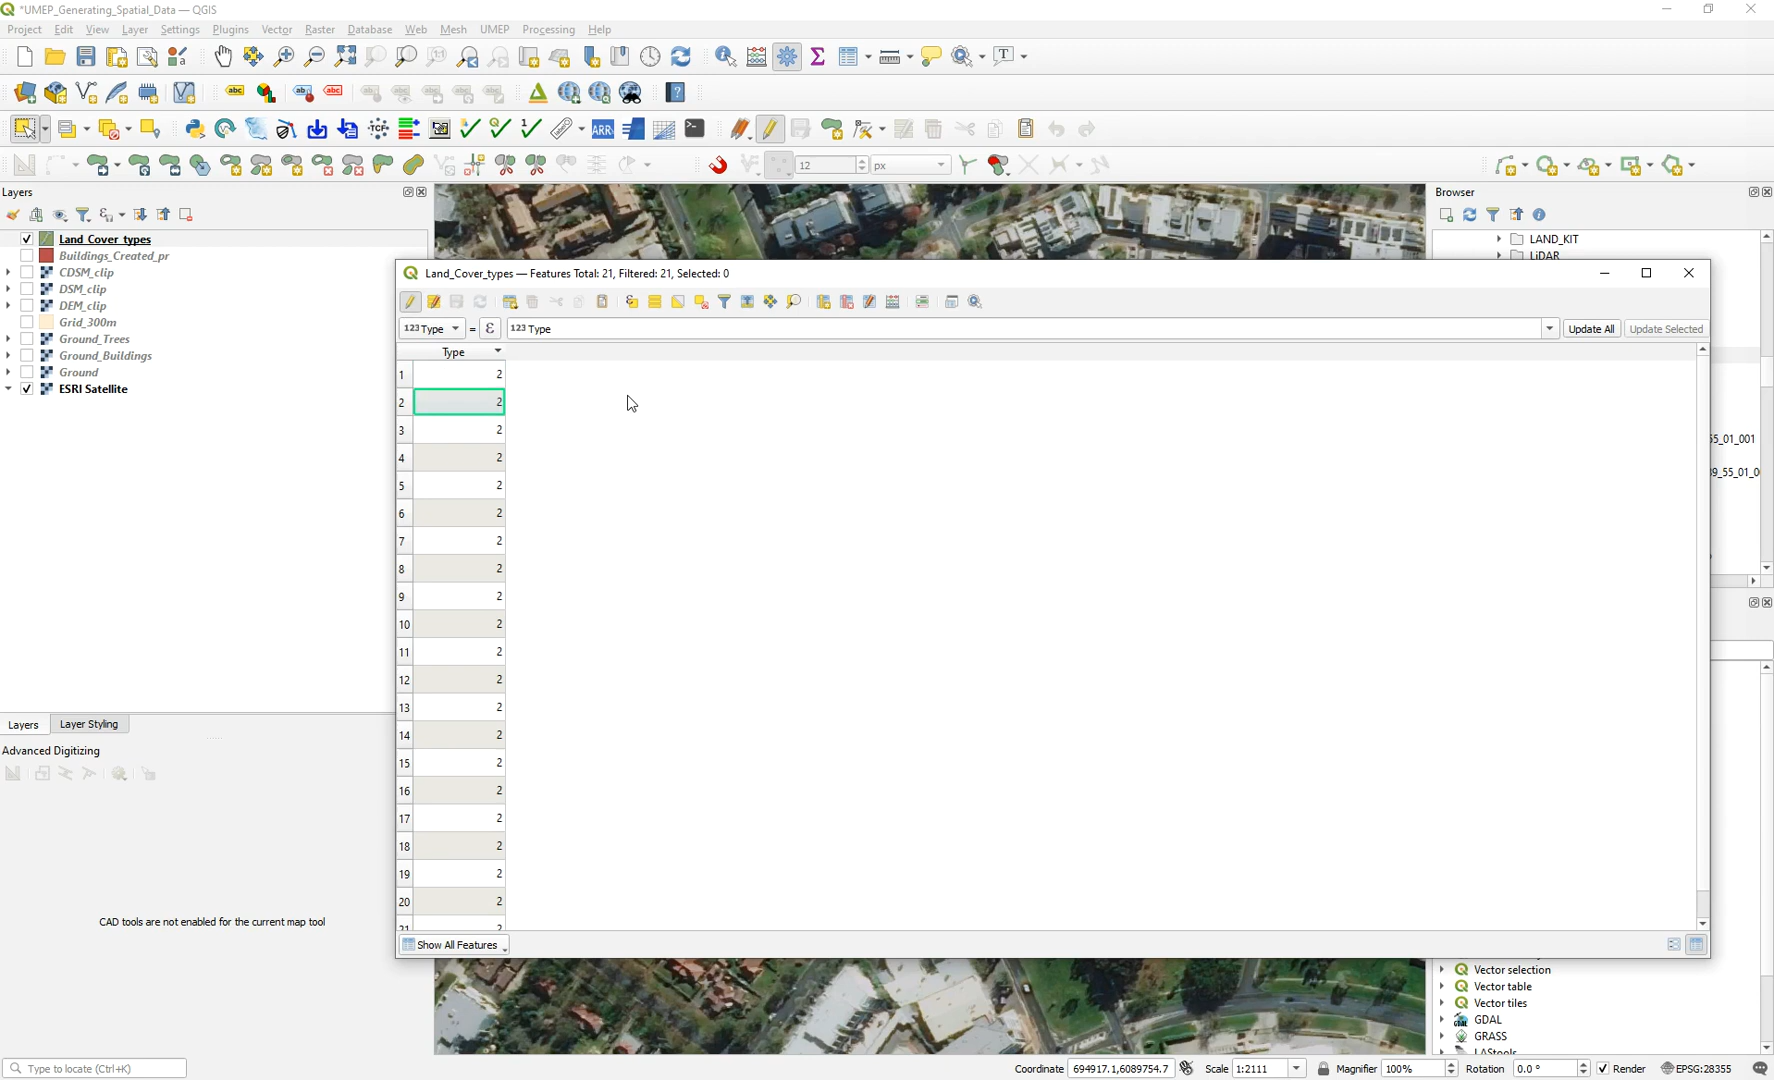 *UMEP_Generating_Spatial_Data — QGIS
Project Edit View Layer Settings Plugins Vector Raster Database Web Mesh UMEP Processing Help
12 px
Layers
Land_Cover_types
Buildings_Created_pr
CDSM_clip
DSM_clip
DEM_clip
Grid_300m
Ground_Trees
Ground_Buildings
Ground
ESRI Satellite
Browser
LAND_KIT
LiDAR
55_01_001
Land_Cover_types — Features Total: 21, Filtered: 21, Selected: 0
123 Type = ε 123 Type Update All Update Selected
Type
1 2
2 2
3 2
4 2
5 2
6 2
7 2
8 2
9 2
10 2
11 2
12 2
13 2
14 2
15 2
16 2
17 2
18 2
19 2
20 2
21 2
Show All Features
Layers Layer Styling
Advanced Digitizing
CAD tools are not enabled for the current map tool
Vector selection
Vector table
Vector tiles
GDAL
GRASS
LAStools
Type to locate (Ctrl+K) Coordinate 694917.1,6089754.7 Scale 1:2111 Magnifier 100% Rotation 0.0 ° Render EPSG:28355